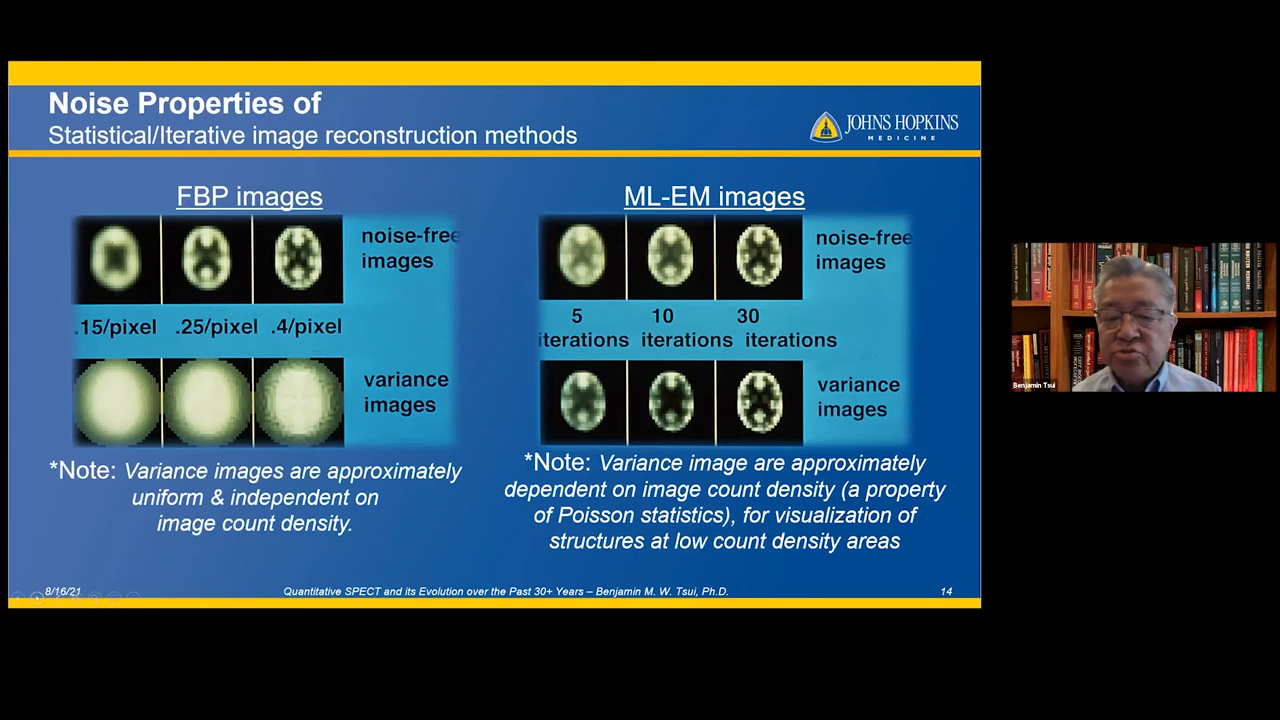 Noise Properties of
Statistical/Iterative image reconstruction methods
JOHNS HOPKINS
MEDICINE
FBP images
noise-free
images
.15/pixel .25/pixel .4/pixel
variance
images
*Note: Variance images are approximately
uniform & independent on
image count density.
ML-EM images
noise-free
images
5 10 30
iterations iterations iterations
variance
images
*Note: Variance image are approximately
dependent on image count density (a property
of Poisson statistics), for visualization of
structures at low count density areas
8/16/21
Quantitative SPECT and its Evolution over the Past 30+ Years – Benjamin M. W. Tsui, Ph.D.
14
Benjamin Tsui